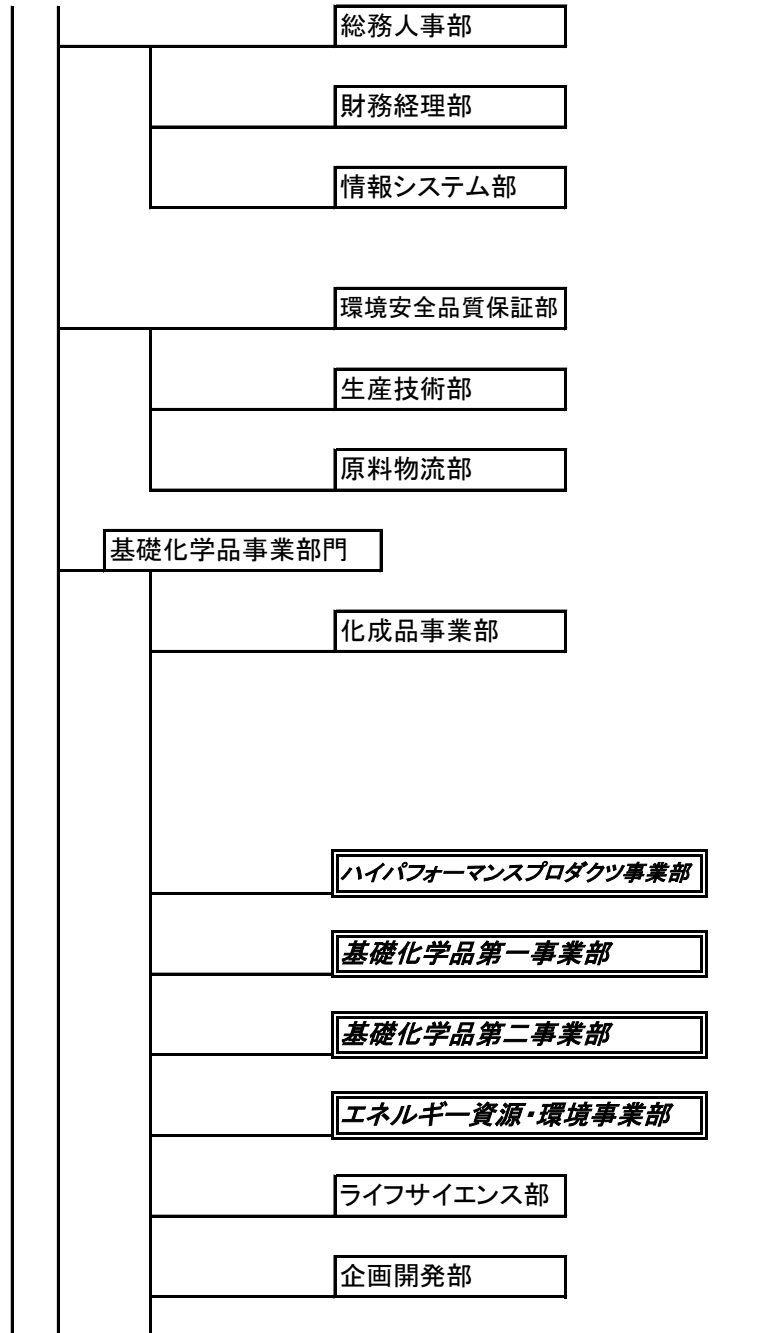 総務人事部
財務経理部
情報システム部
環境安全品質保証部
生産技術部
原料物流部
基礎化学品事業部門
化成品事業部
ハイパフォーマンスプロダクツ事業部
基礎化学品第一事業部
基礎化学品第二事業部
エネルギー資源・環境事業部
ライフサイエンス部
企画開発部